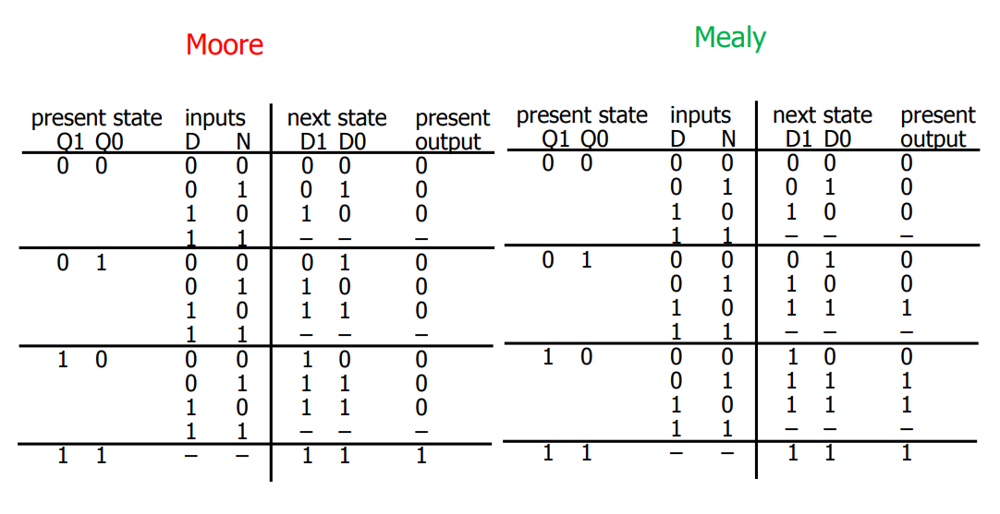 Moore
present state inputs next state present
Q1 Q0 D N D1 D0 output
0 0 0 0 0 0 0
0 1 0 1 0
1 0 1 0 0
1 1 – – –
0 1 0 0 0 1 0
0 1 1 0 0
1 0 1 1 0
1 1 – – –
1 0 0 0 1 0 0
0 1 1 1 0
1 0 1 1 0
1 1 – – –
1 1 – – 1 1 1
Mealy
present state inputs next state present
Q1 Q0 D N D1 D0 output
0 0 0 0 0 0 0
0 1 0 1 0
1 0 1 0 0
1 1 – – –
0 1 0 0 0 1 0
0 1 1 0 0
1 0 1 1 1
1 1 – – –
1 0 0 0 1 0 0
0 1 1 1 1
1 0 1 1 1
1 1 – – –
1 1 – – 1 1 1